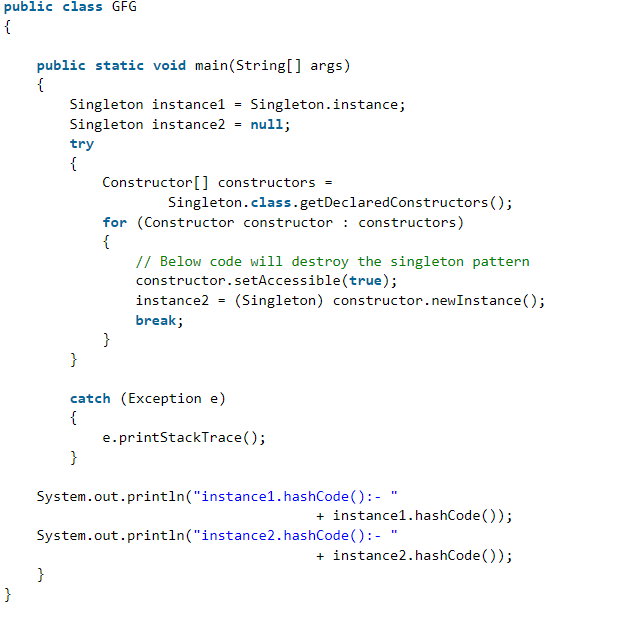 public class GFG
{
public static void main(String[] args)
{
Singleton instance1 = Singleton.instance;
Singleton instance2 = null;
try
{
Constructor[] constructors =
Singleton.class.getDeclaredConstructors();
for (Constructor constructor : constructors)
{
// Below code will destroy the singleton pattern
constructor.setAccessible(true);
instance2 = (Singleton) constructor.newInstance();
break;
}
}
catch (Exception e)
{
e.printStackTrace();
}
System.out.println("instance1.hashCode():- "
+ instance1.hashCode());
System.out.println("instance2.hashCode():- "
+ instance2.hashCode());
}
}